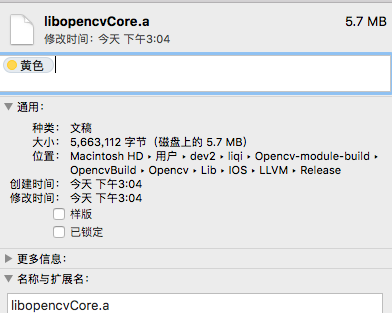 libopencvCore.a 5.7 MB
修改时间：今天 下午3:04
黄色
通用：
种类： 文稿
大小： 5,663,112 字节（磁盘上的 5.7 MB）
位置： Macintosh HD ▸ 用户 ▸ dev2 ▸ liqi ▸ Opencv-module-build ▸
OpencvBuild ▸ Opencv ▸ Lib ▸ IOS ▸ LLVM ▸ Release
创建时间： 今天 下午3:04
修改时间： 今天 下午3:04
样版
已锁定
更多信息：
名称与扩展名：
libopencvCore.a